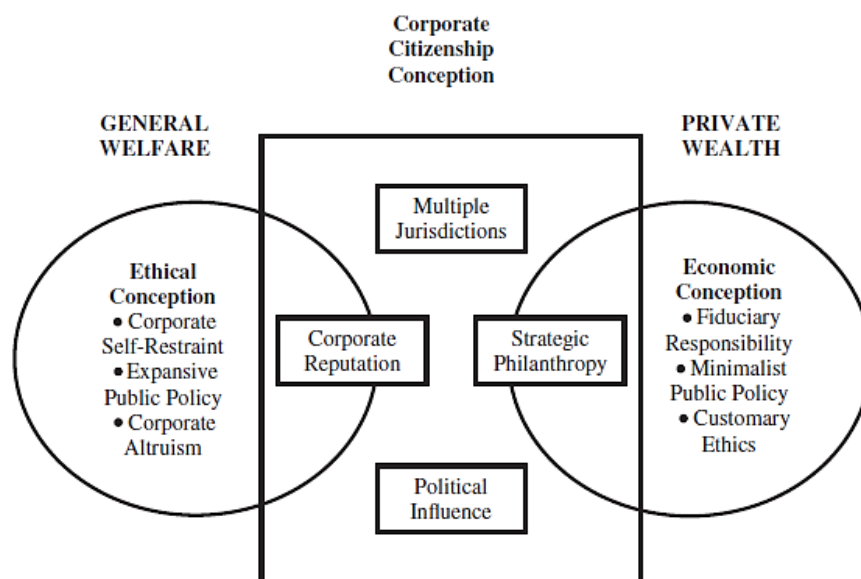 Corporate
Citizenship
Conception
GENERAL
WELFARE
PRIVATE
WEALTH
Multiple
Jurisdictions
Ethical
Conception
● Corporate
Self-Restraint
● Expansive
Public Policy
● Corporate
Altruism
Corporate
Reputation
Strategic
Philanthropy
Economic
Conception
● Fiduciary
Responsibility
● Minimalist
Public Policy
● Customary
Ethics
Political
Influence